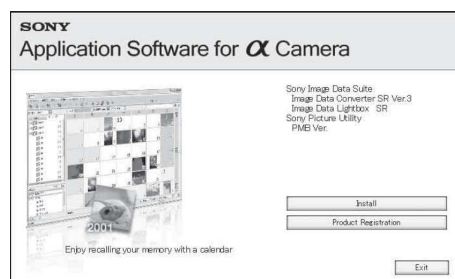 SONY
Application Software for α Camera
Sony Image Data Suite
Image Data Converter SR Ver.3
Image Data Lightbox SR
Sony Picture Utility
PMB Ver.
13
2001
Enjoy recalling your memory with a calendar
Install
Product Registration
Exit